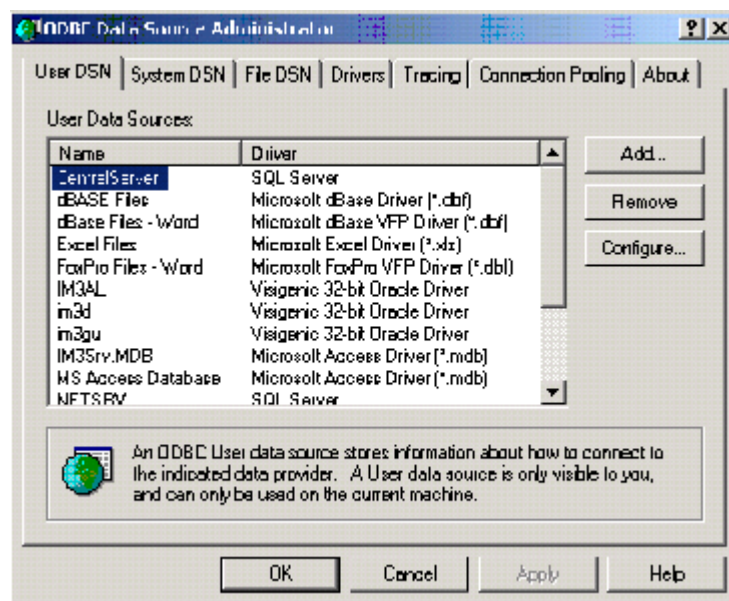 ODBC Data Source Administrator
User DSN System DSN File DSN Drivers Tracing Connection Pooling About
User Data Sources:
Name Driver
CentralServer SQL Server
dBASE Files Microsoft dBase Driver (*.dbf)
dBase Files - Word Microsoft dBase VFP Driver (*.dbf)
Excel Files Microsoft Excel Driver (*.xls)
FoxPro Files - Word Microsoft FoxPro VFP Driver (*.dbf)
IM3AL Visigenic 32-bit Oracle Driver
im3d Visigenic 32-bit Oracle Driver
im3gu Visigenic 32-bit Oracle Driver
IM3Srv.MDB Microsoft Access Driver (*.mdb)
MS Access Database Microsoft Access Driver (*.mdb)
NETSRV SQL Server
Add...
Remove
Configure...
An ODBC User data source stores information about how to connect to
the indicated data provider. A User data source is only visible to you,
and can only be used on the current machine.
OK Cancel Apply Help